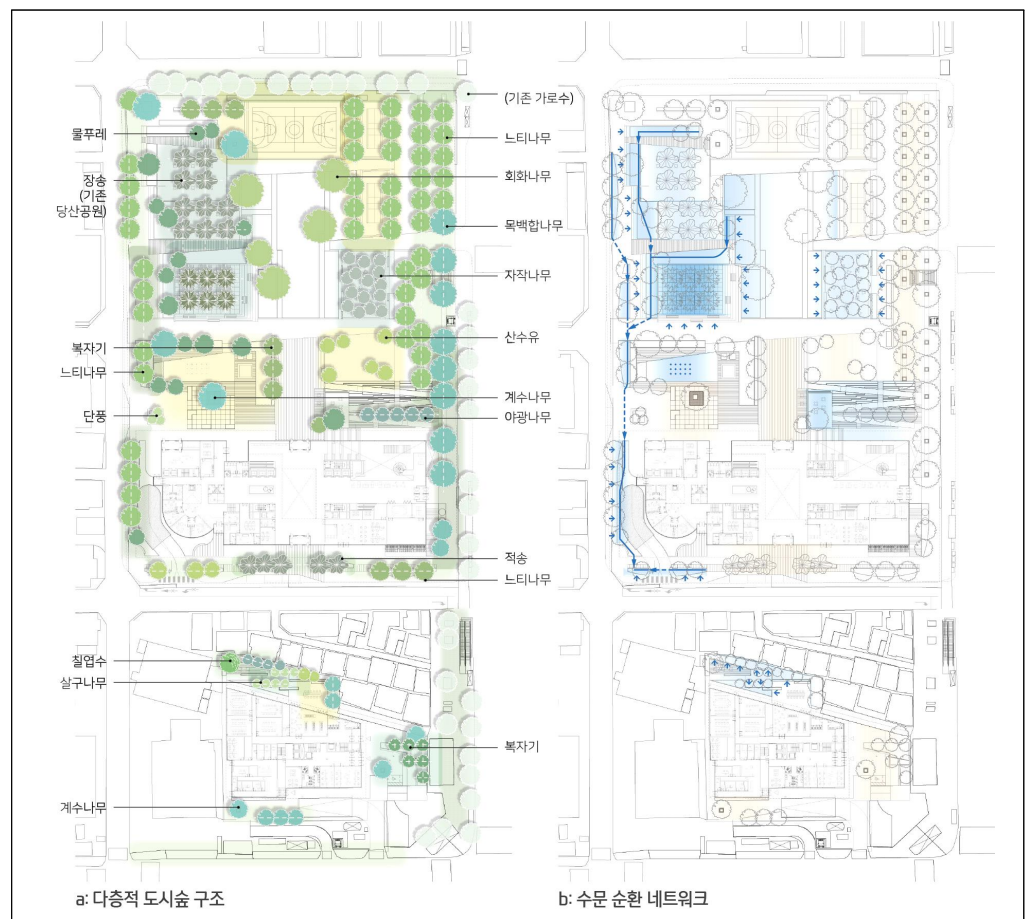 (기존 가로수)
물푸레
느티나무
장송
(기존
당산공원)
회화나무
목백합나무
자작나무
산수유
복자기
느티나무
계수나무
단풍
야광나무
적송
느티나무
칠엽수
살구나무
복자기
계수나무
a: 다층적 도시숲 구조
b: 수문 순환 네트워크